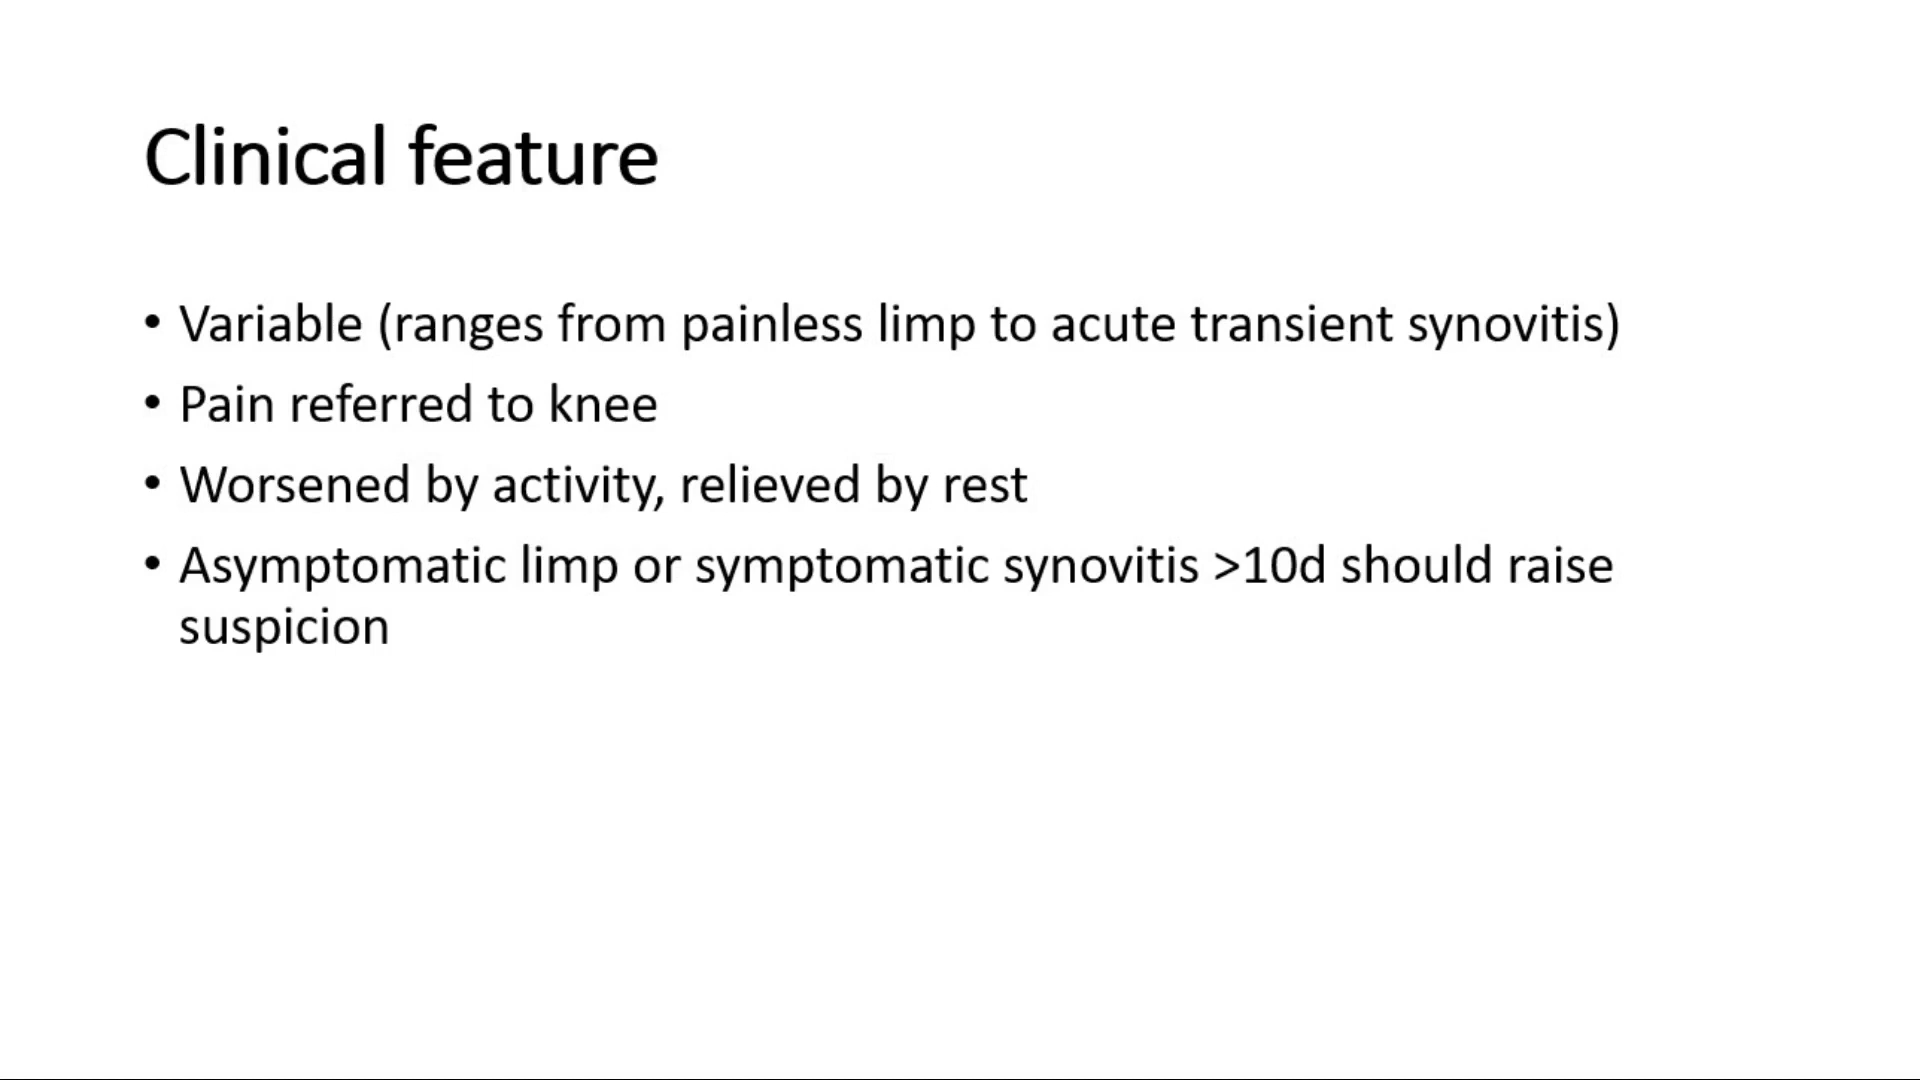 Clinical feature
• Variable (ranges from painless limp to acute transient synovitis)
• Pain referred to knee
• Worsened by activity, relieved by rest
• Asymptomatic limp or symptomatic synovitis >10d should raise
suspicion